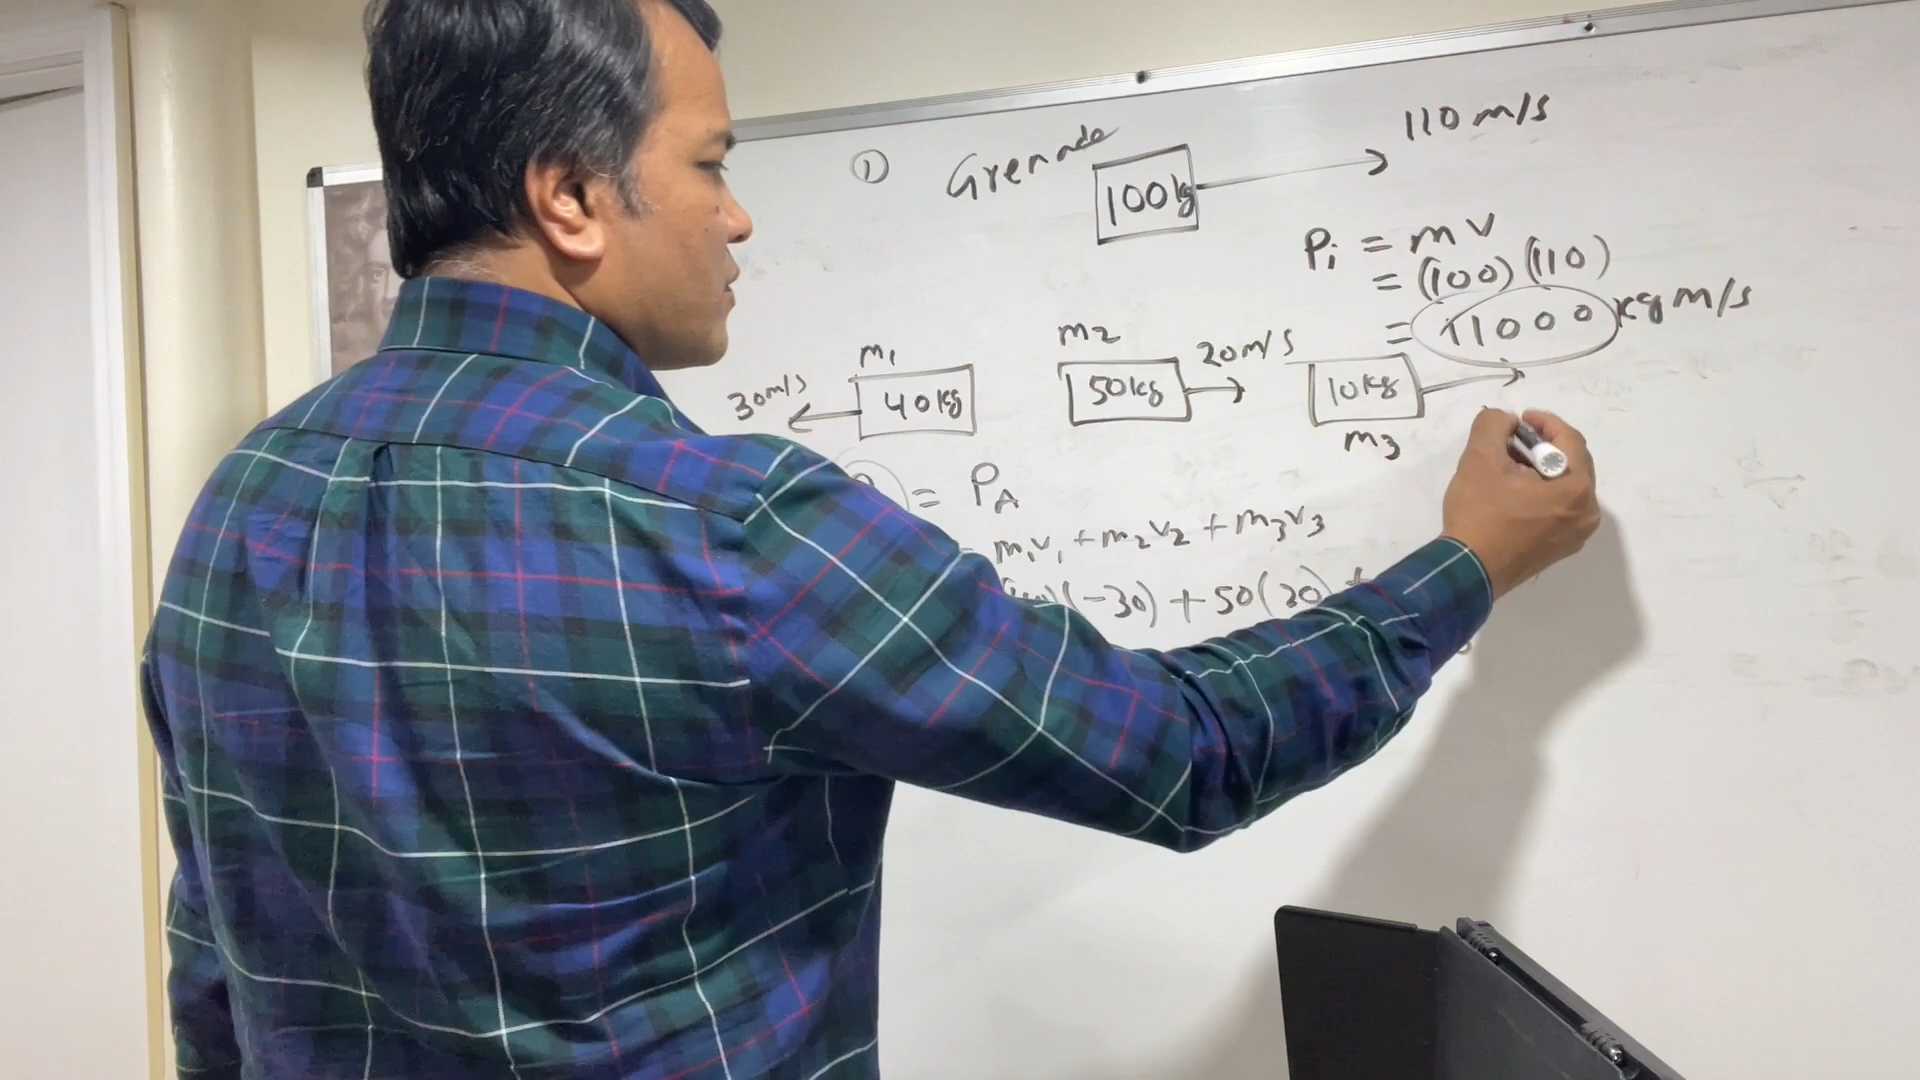 ① Grenade 100kg 110 m/s
Pi = mv
= (100) (110)
= 11000 kg m/s
m1 m2
30m/s 40kg 50kg 20m/s 10kg
m3
= PA
= m1v1 + m2v2 + m3v3
(-30) + 50(20) +